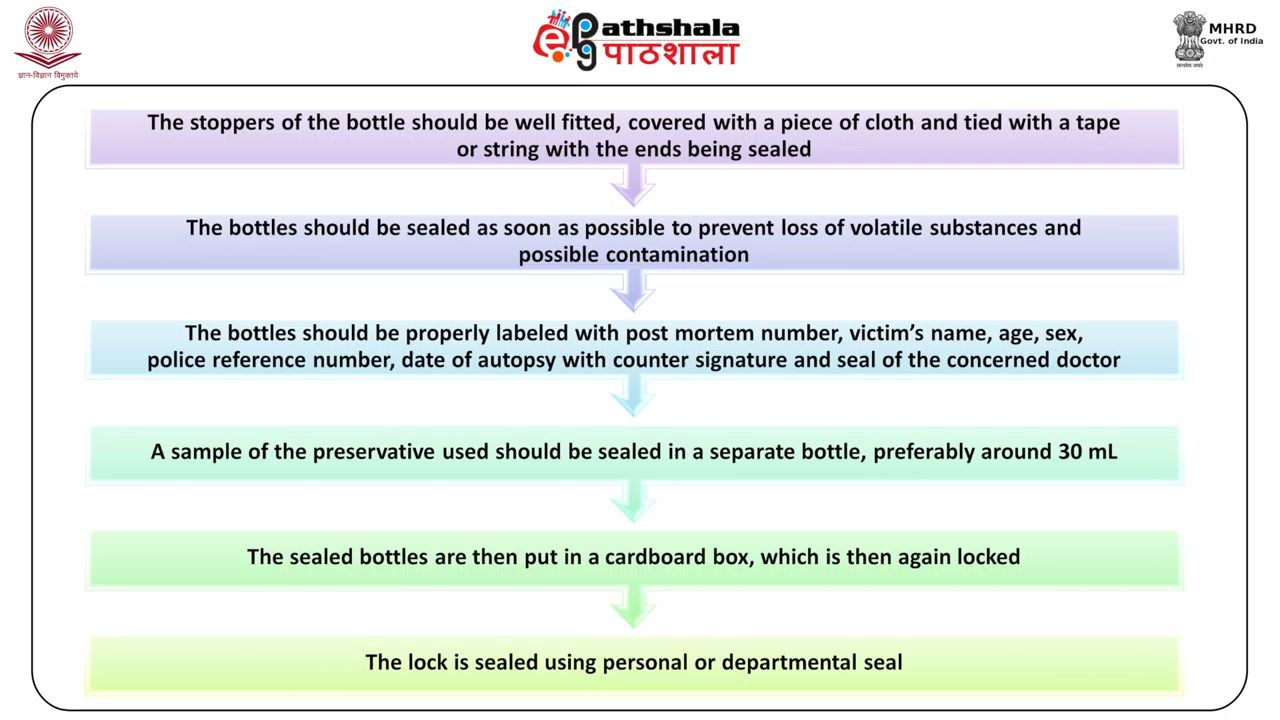 ज्ञान-विज्ञान विमुक्तये
ePG Pathshala
पाठशाला
MHRD
Govt. of India
सत्यमेव जयते
The stoppers of the bottle should be well fitted, covered with a piece of cloth and tied with a tape
or string with the ends being sealed
The bottles should be sealed as soon as possible to prevent loss of volatile substances and
possible contamination
The bottles should be properly labeled with post mortem number, victim’s name, age, sex,
police reference number, date of autopsy with counter signature and seal of the concerned doctor
A sample of the preservative used should be sealed in a separate bottle, preferably around 30 mL
The sealed bottles are then put in a cardboard box, which is then again locked
The lock is sealed using personal or departmental seal